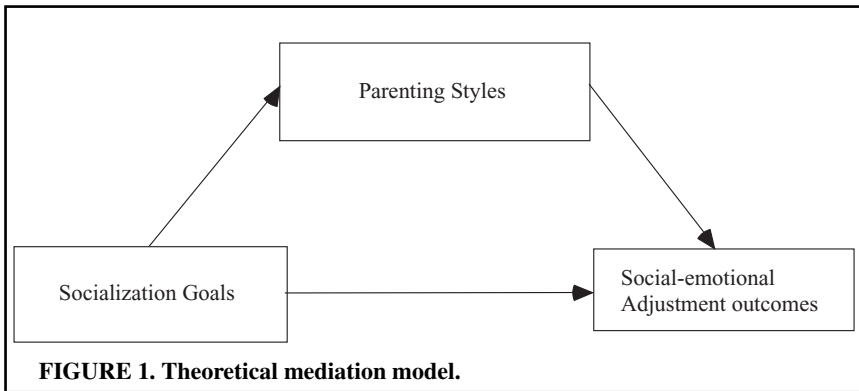 Parenting Styles
Socialization Goals
Social-emotional
Adjustment outcomes
FIGURE 1. Theoretical mediation model.